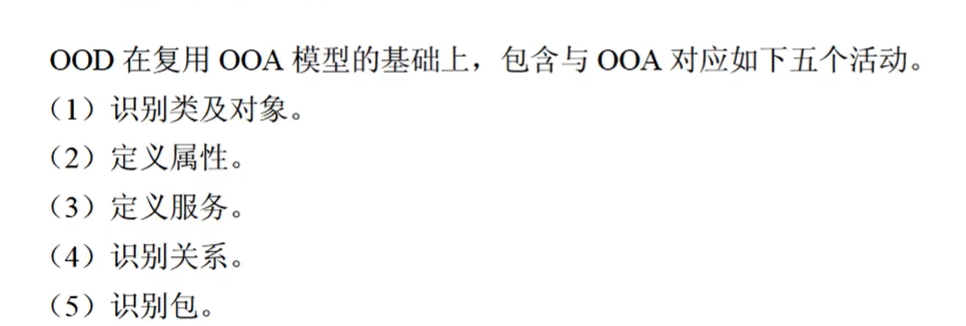 OOD 在复用 OOA 模型的基础上，包含与 OOA 对应如下五个活动。
（1）识别类及对象。
（2）定义属性。
（3）定义服务。
（4）识别关系。
（5）识别包。